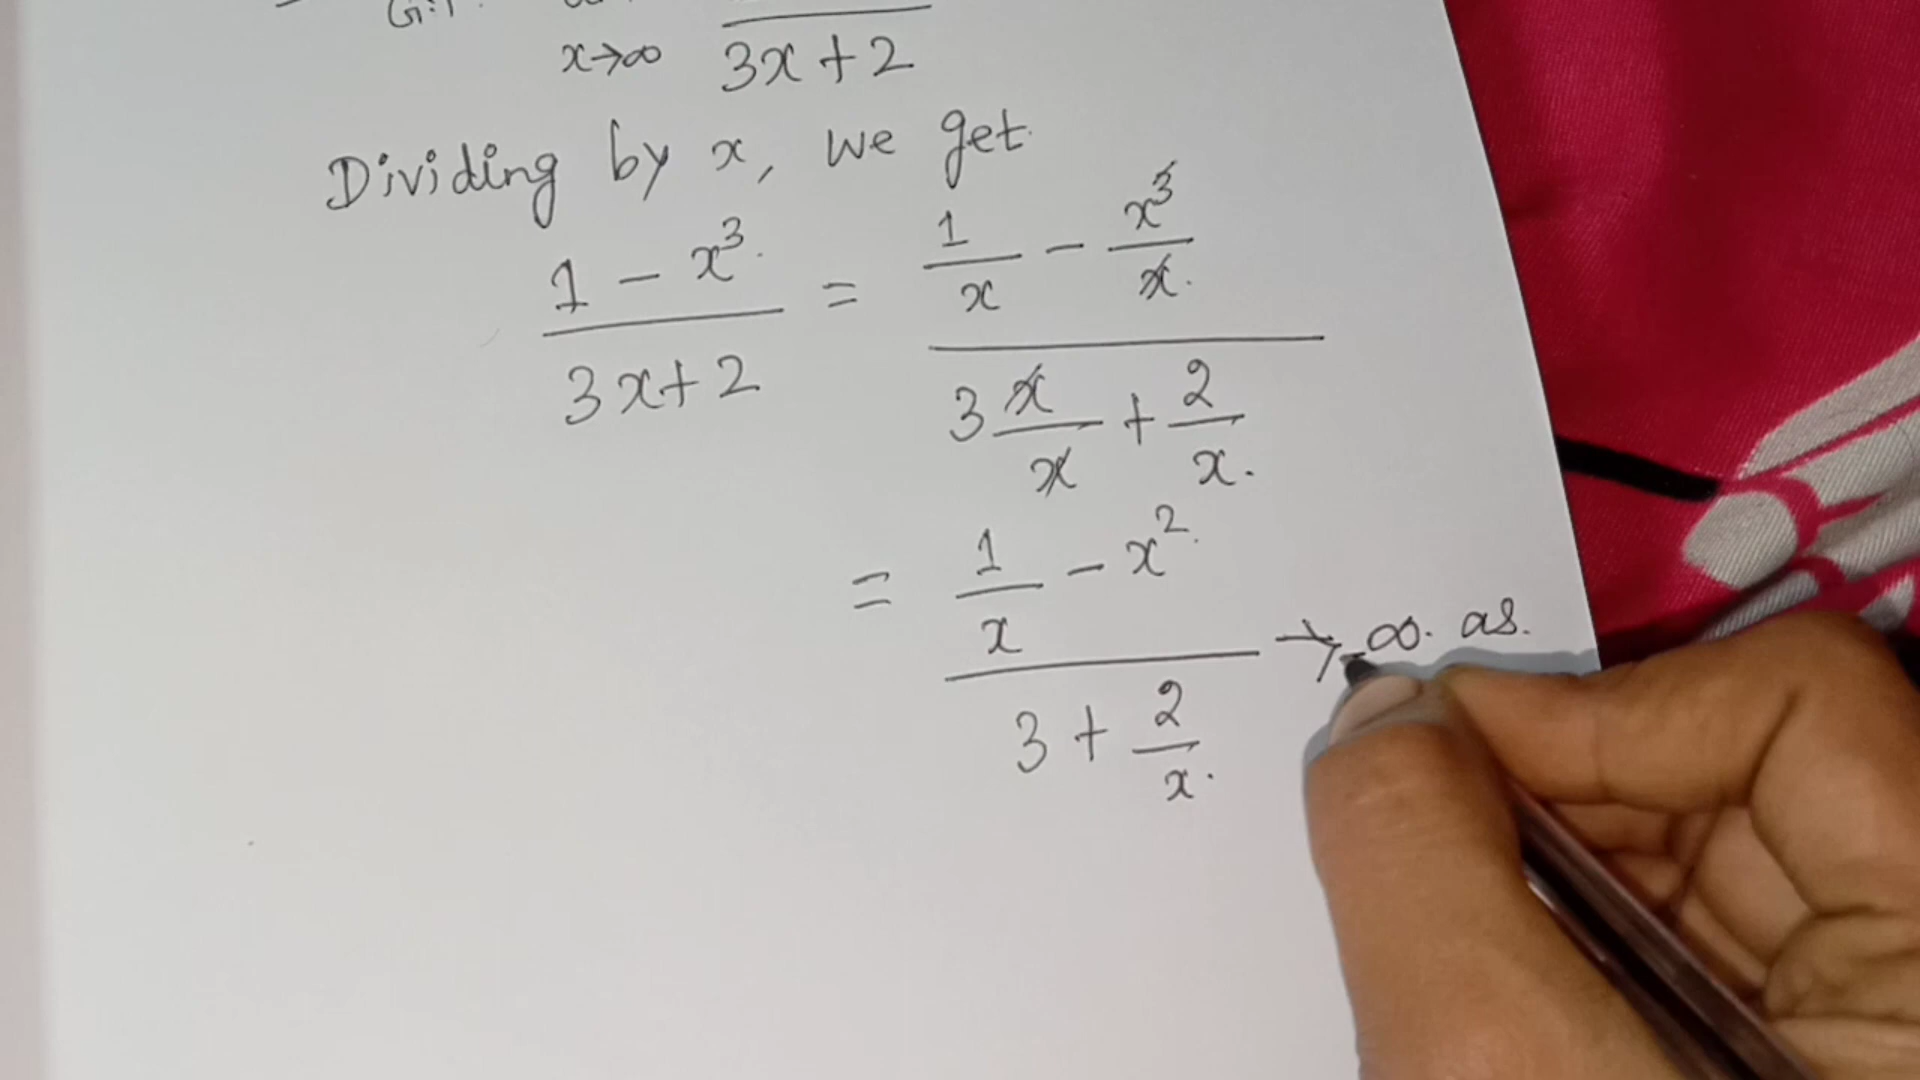 x→∞ 3x + 2
Dividing by x, we get
(1 - x³)/(3x + 2) = (1/x - x³/x)/(3x/x + 2/x)
= (1/x - x²)/(3 + 2/x) → -∞ as